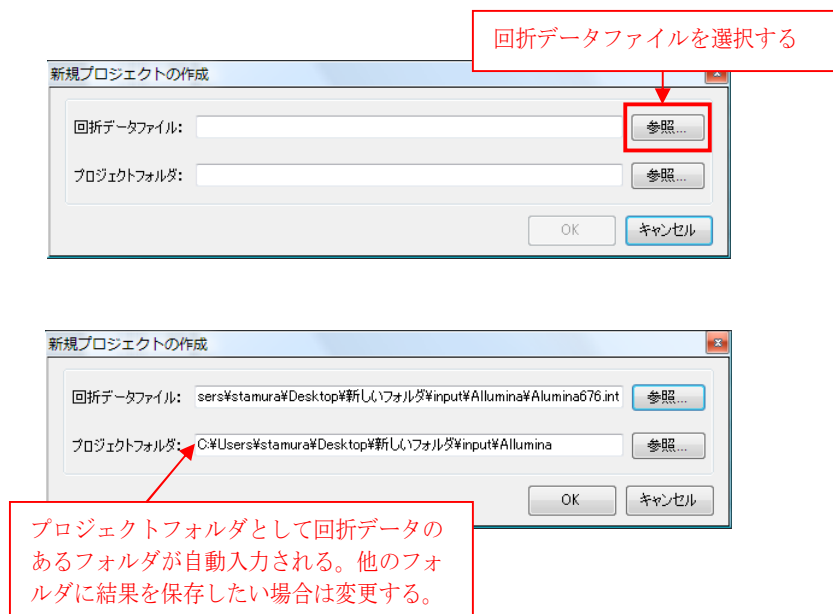 回折データファイルを選択する
新規プロジェクトの作成
回折データファイル:
参照...
プロジェクトフォルダ:
参照...
OK
キャンセル
新規プロジェクトの作成
回折データファイル:
sers¥stamura¥Desktop¥新しいフォルダ¥input¥Allumina¥Alumina676.int
参照...
プロジェクトフォルダ:
C:¥Users¥stamura¥Desktop¥新しいフォルダ¥input¥Allumina
参照...
OK
キャンセル
プロジェクトフォルダとして回折データの
あるフォルダが自動入力される。他のフォ
ルダに結果を保存したい場合は変更する。